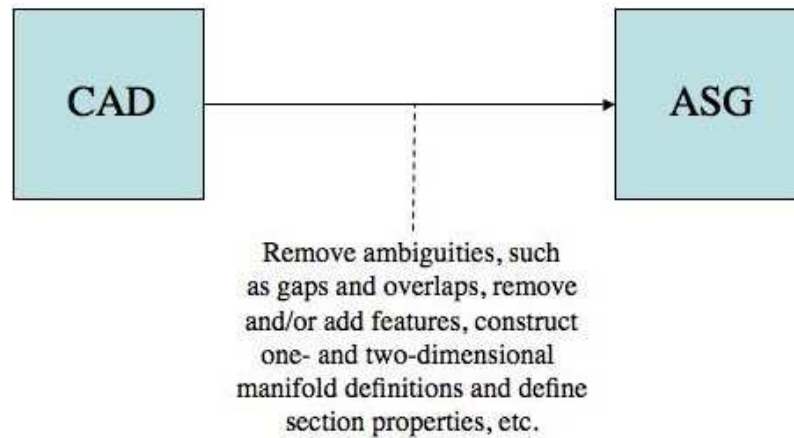 CAD
ASG
Remove ambiguities, such
as gaps and overlaps, remove
and/or add features, construct
one- and two-dimensional
manifold definitions and define
section properties, etc.